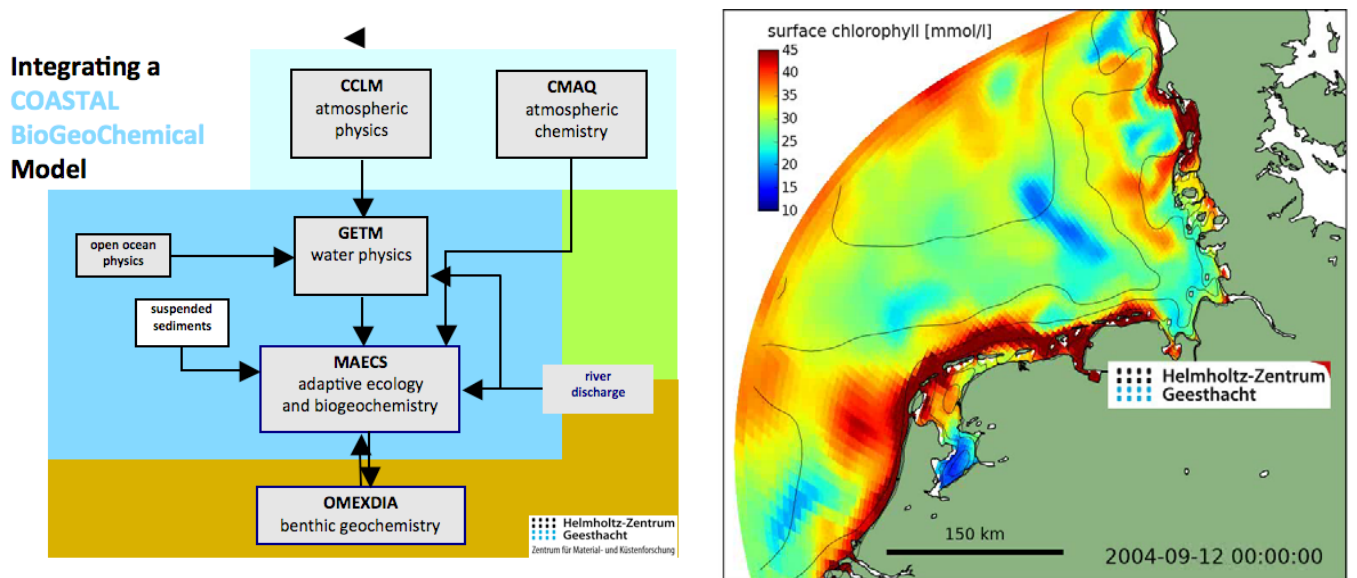 Integrating a
COASTAL
BioGeoChemical
Model
CCLM
atmospheric
physics
CMAQ
atmospheric
chemistry
GETM
water physics
open ocean
physics
suspended
sediments
MAECS
adaptive ecology
and biogeochemistry
river
discharge
OMEXDIA
benthic geochemistry
Helmholtz-Zentrum
Geesthacht
Zentrum für Material- und Küstenforschung
surface chlorophyll [mmol/l]
45
40
35
30
25
20
15
10
Helmholtz-Zentrum
Geesthacht
150 km
2004-09-12 00:00:00